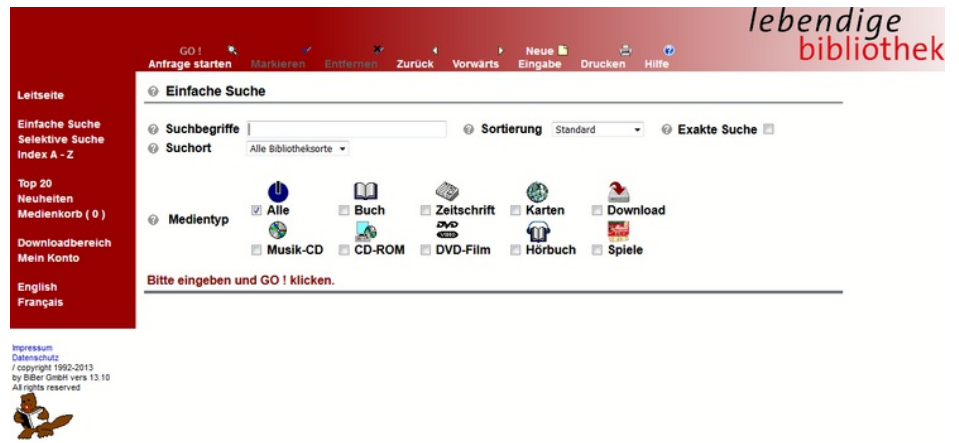 lebendige
bibliothek
GO !
Anfrage starten
Markieren
Entfernen
Zurück
Vorwärts
Neue
Eingabe
Drucken
Hilfe
Leitseite
Einfache Suche
Selektive Suche
Index A - Z
Top 20
Neuheiten
Medienkorb ( 0 )
Downloadbereich
Mein Konto
English
Français
Einfache Suche
Suchbegriffe
Sortierung Standard
Exakte Suche
Suchort Alle Bibliotheksorte
Medientyp
Alle Buch Zeitschrift Karten Download
DVD
VIDEO
Musik-CD CD-ROM DVD-Film Hörbuch Spiele
Bitte eingeben und GO ! klicken.
Impressum
Datenschutz
/ copyright 1992-2013
by BiBer GmbH vers 13.10
All rights reserved